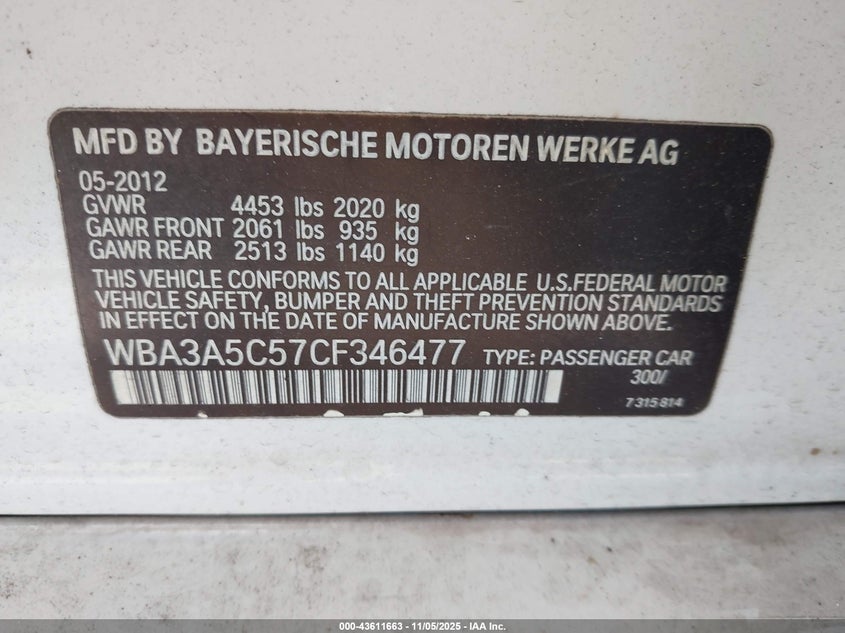 MFD BY BAYERISCHE MOTOREN WERKE AG
05-2012
GVWR 4453 lbs 2020 kg
GAWR FRONT 2061 lbs 935 kg
GAWR REAR 2513 lbs 1140 kg
THIS VEHICLE CONFORMS TO ALL APPLICABLE U.S.FEDERAL MOTOR
VEHICLE SAFETY, BUMPER AND THEFT PREVENTION STANDARDS
IN EFFECT ON THE DATE OF MANUFACTURE SHOWN ABOVE.
WBA3A5C57CF346477 TYPE: PASSENGER CAR
300/
7 315 814
000-43611663 - 11/05/2025 - IAA Inc.